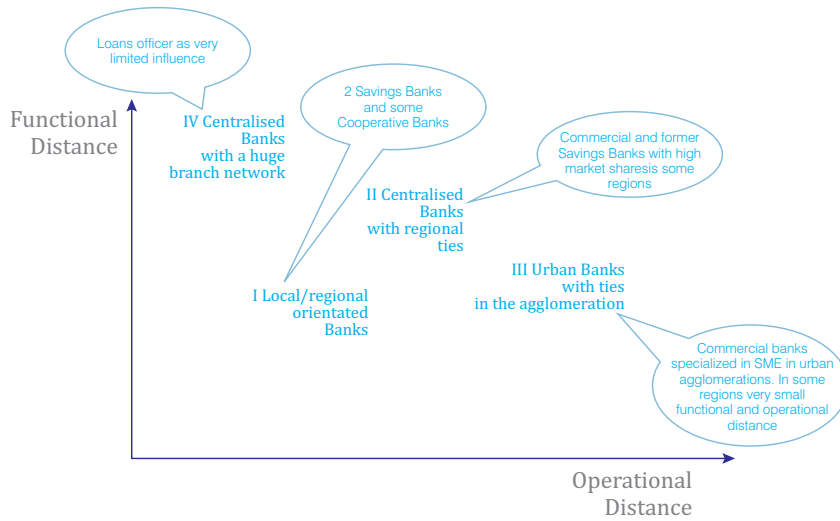 Loans officer as very
limited influence
Functional
Distance
IV Centralised
Banks
with a huge
branch network
2 Savings Banks
and some
Cooperative Banks
Commercial and former
Savings Banks with high
market sharesis some
regions
II Centralised
Banks
with regional
ties
I Local/regional
orientated
Banks
III Urban Banks
with ties
in the agglomeration
Commercial banks
specialized in SME in urban
agglomerations. In some
regions very small
functional and operational
distance
Operational
Distance